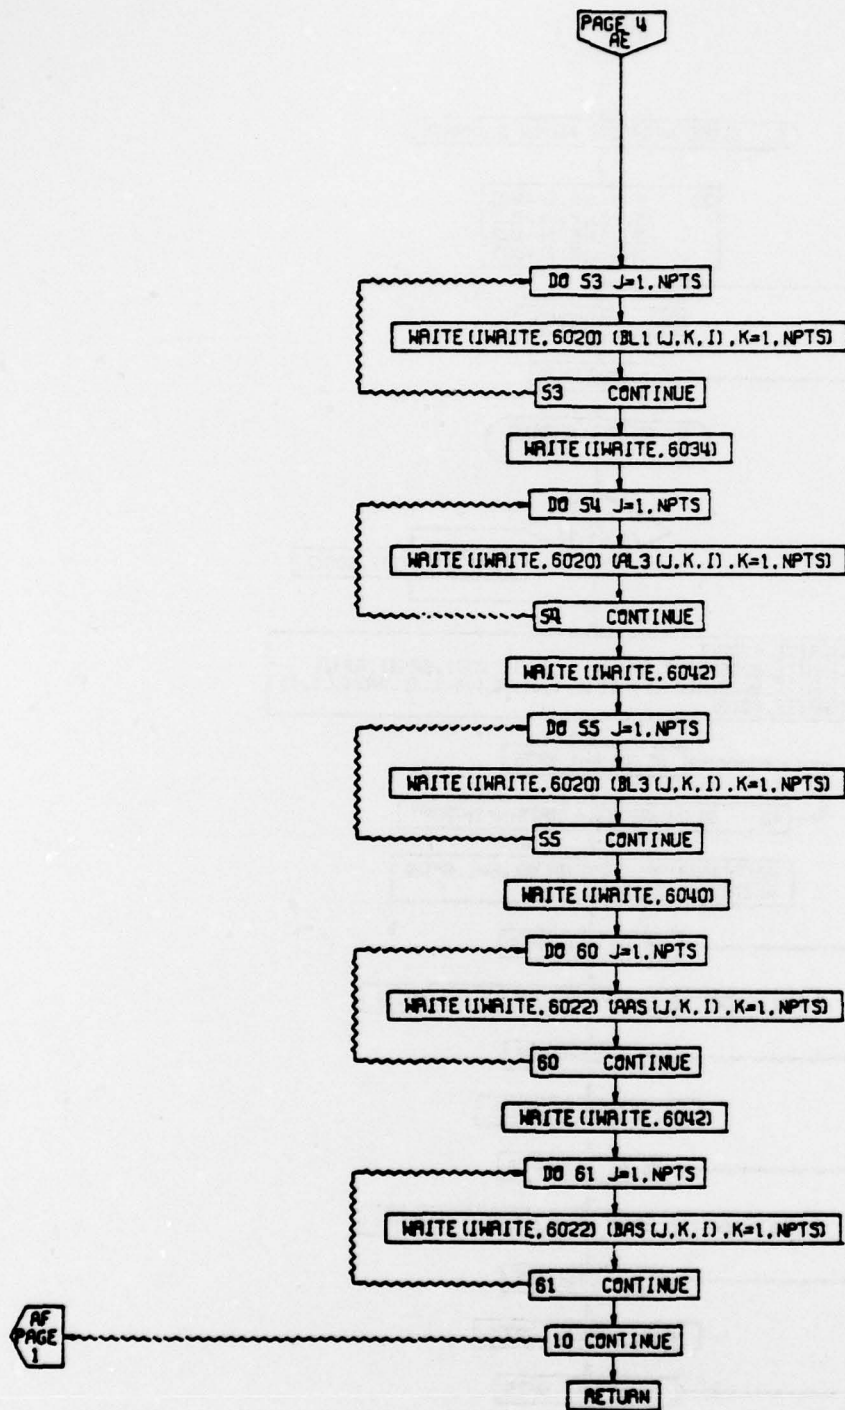 PAGE 4
AE
DO 53 J=1,NPTS
WRITE(IWRITE,6020) (BL1(J,K,I),K=1,NPTS)
53 CONTINUE
WRITE(IWRITE,6034)
DO 54 J=1,NPTS
WRITE(IWRITE,6020) (AL3(J,K,I),K=1,NPTS)
54 CONTINUE
WRITE(IWRITE,6042)
DO 55 J=1,NPTS
WRITE(IWRITE,6020) (BL3(J,K,I),K=1,NPTS)
55 CONTINUE
WRITE(IWRITE,6040)
DO 60 J=1,NPTS
WRITE(IWRITE,6022) (AAS(J,K,I),K=1,NPTS)
60 CONTINUE
WRITE(IWRITE,6042)
DO 61 J=1,NPTS
WRITE(IWRITE,6022) (BAS(J,K,I),K=1,NPTS)
61 CONTINUE
AF
PAGE
1
10 CONTINUE
RETURN